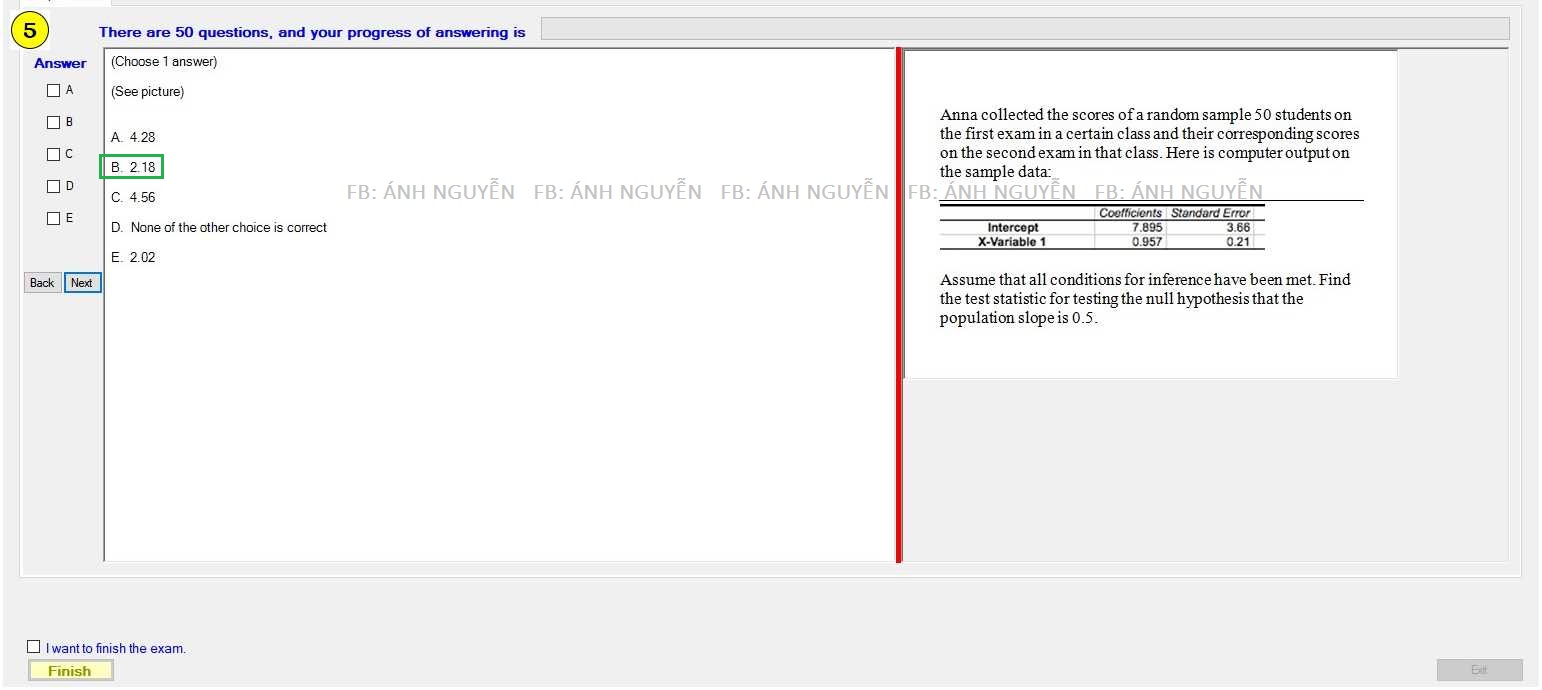 5
There are 50 questions, and your progress of answering is
Answer
A
B
C
D
E
Back Next
(Choose 1 answer)
(See picture)
A. 4.28
B. 2.18
C. 4.56
D. None of the other choice is correct
E. 2.02
Anna collected the scores of a random sample 50 students on
the first exam in a certain class and their corresponding scores
on the second exam in that class. Here is computer output on
the sample data:
FB: ÁNH NGUYỄN FB: ÁNH NGUYỄN FB: ÁNH NGUYỄN FB: ÁNH NGUYỄN FB: ÁNH NGUYỄN
Coefficients Standard Error
Intercept 7.895 3.66
X-Variable 1 0.957 0.21
Assume that all conditions for inference have been met. Find
the test statistic for testing the null hypothesis that the
population slope is 0.5.
I want to finish the exam.
Finish
Exit